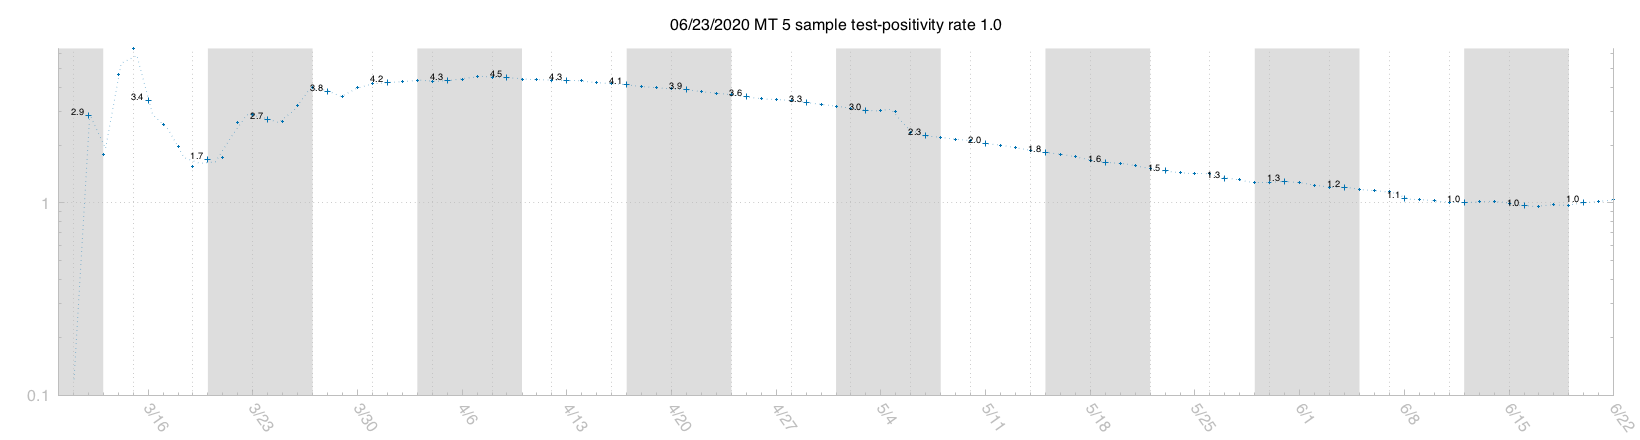 06/23/2020 MT 5 sample test-positivity rate 1.0
2.9 3.4 1.7 2.7 3.8 4.2 4.3 4.5 4.3 4.1 3.9 3.6 3.3 3.0 2.3 2.0 1.8 1.6 1.5 1.3 1.3 1.2 1.1 1.0 1.0 1.0
1
0.1
3/16 3/23 3/30 4/6 4/13 4/20 4/27 5/4 5/11 5/18 5/25 6/1 6/8 6/15 6/22